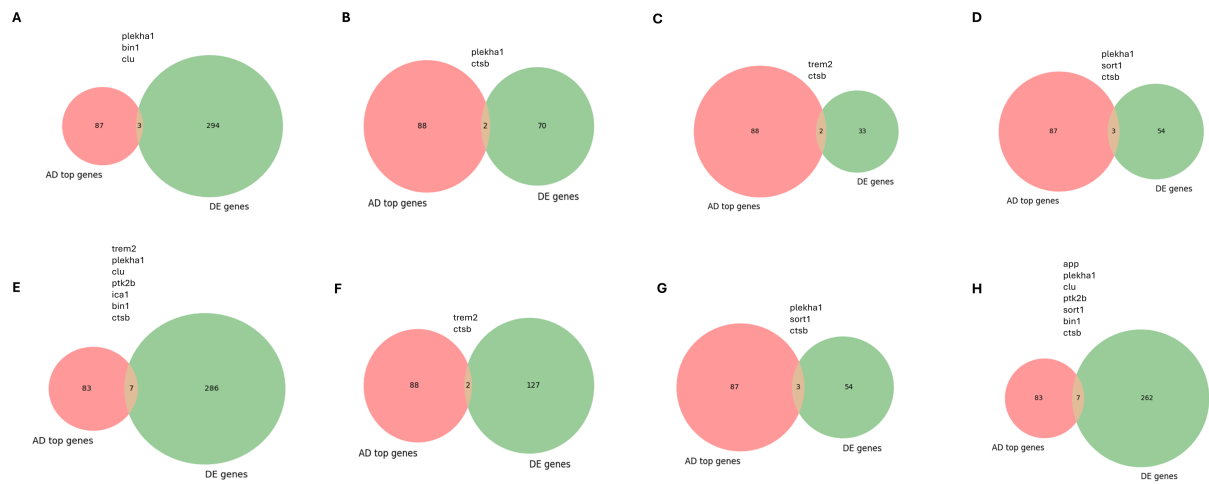 A
plekha1
bin1
clu
87
3
294
AD top genes
DE genes
B
plekha1
ctsb
88
2
70
AD top genes
DE genes
C
trem2
ctsb
88
2
33
AD top genes
DE genes
D
plekha1
sort1
ctsb
87
3
54
AD top genes
DE genes
E
trem2
plekha1
clu
ptk2b
ica1
bin1
ctsb
83
7
286
AD top genes
DE genes
F
trem2
ctsb
88
2
127
AD top genes
DE genes
G
plekha1
sort1
ctsb
87
3
54
AD top genes
DE genes
H
app
plekha1
clu
ptk2b
sort1
bin1
ctsb
83
7
262
AD top genes
DE genes